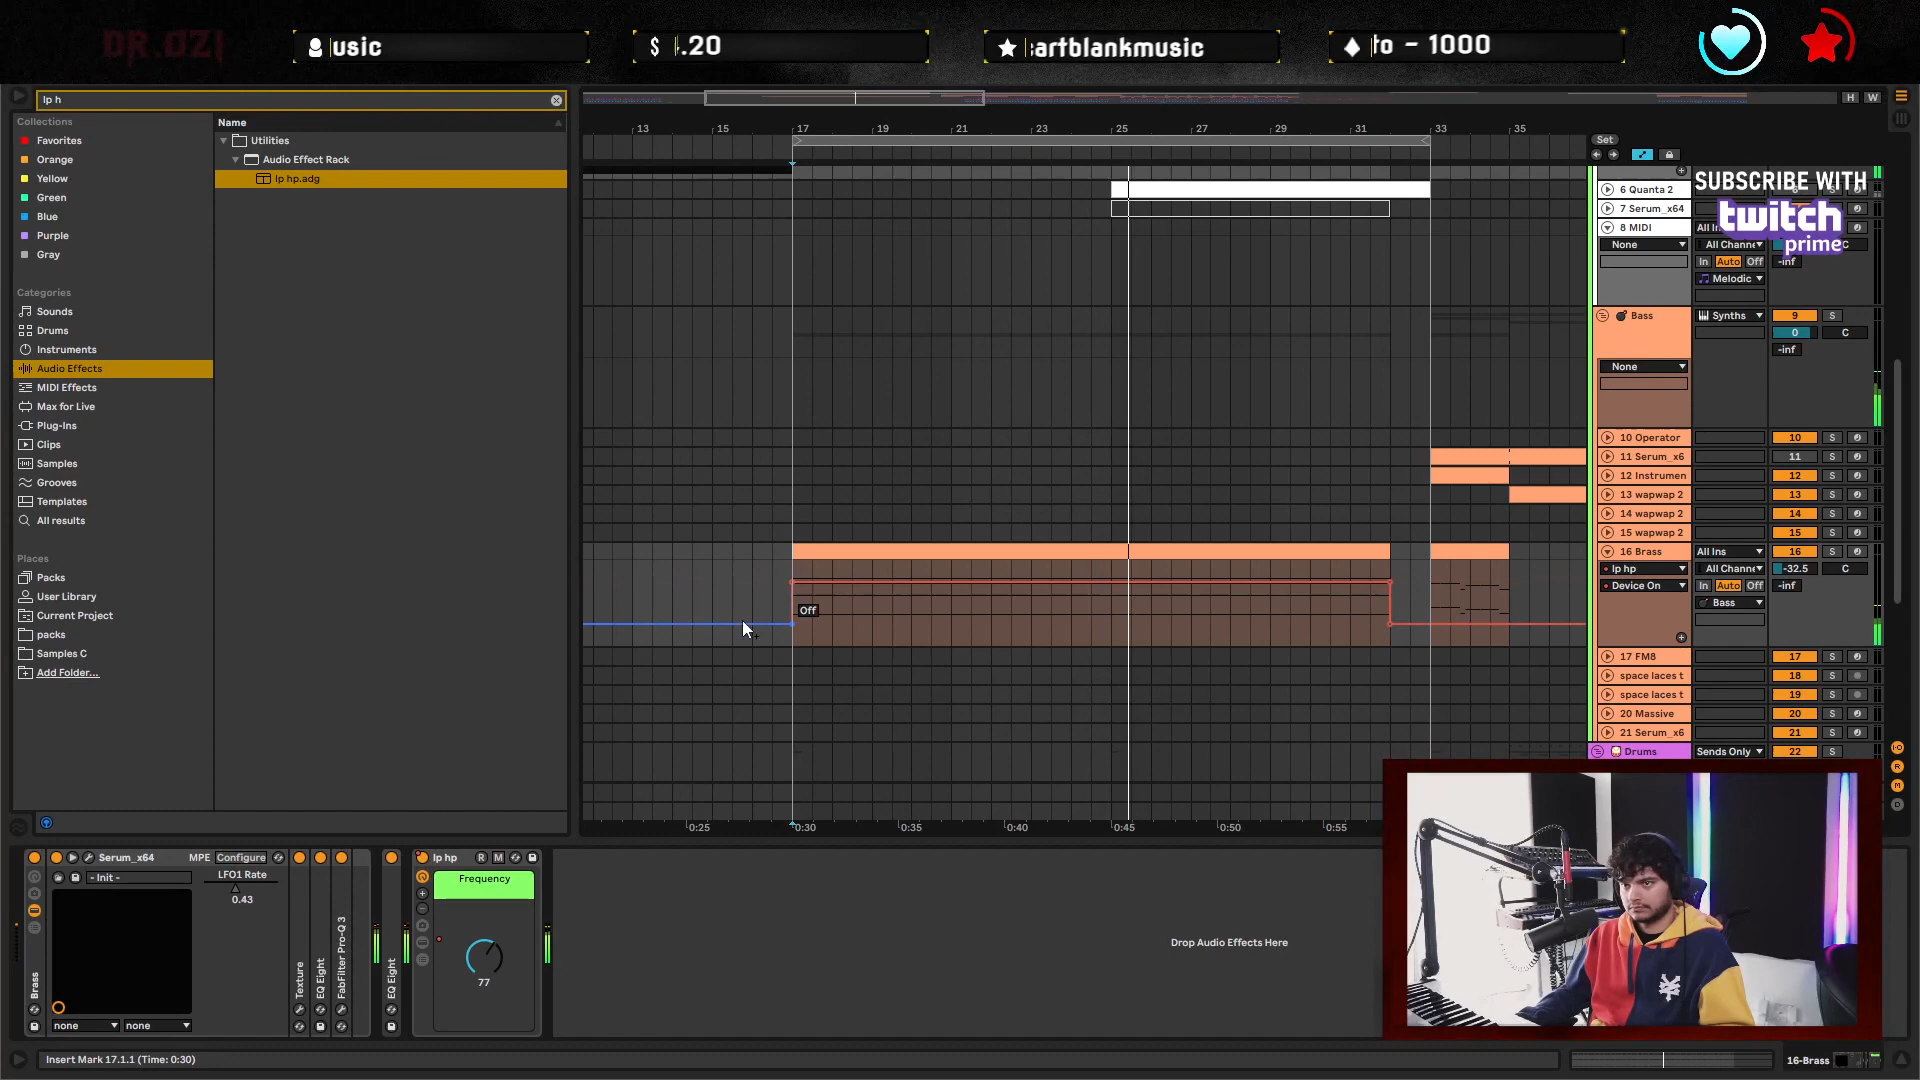 DR.OZI
usic
$ .20
artblankmusic
to - 1000
lp h
H W
Collections
Favorites
Orange
Yellow
Green
Blue
Purple
Gray
Categories
Sounds
Drums
Instruments
Audio Effects
MIDI Effects
Max for Live
Plug-Ins
Clips
Samples
Grooves
Templates
All results
Places
Packs
User Library
Current Project
packs
Samples C
Add Folder...
Name
Utilities
Audio Effect Rack
lp hp.adg
13 15 17 19 21 23 25 27 29 31 33 35
Set
SUBSCRIBE WITH
twitch
prime
6 Quanta 2
7 Serum_x64
8 MIDI
None
All Channe
In Auto Off
-inf
Melodic
Bass
Synths
9 S
0 C
-inf
None
10 Operator 10 S
11 Serum_x6 11 S
12 Instrumen 12 S
13 wapwap 2 13 S
14 wapwap 2 14 S
15 wapwap 2 15 S
16 Brass All Ins 16 S
lp hp All Channe -32.5 C
Device On In Auto Off -inf
Bass
Off
17 FM8 17 S
space laces t 18 S
space laces t 19 S
20 Massive 20 S
21 Serum_x6 21 S
Drums Sends Only 22 S
0:25 0:30 0:35 0:40 0:45 0:50 0:55
Serum_x64 MPE Configure
- Init -
LFO1 Rate
0.43
none none
Brass
Texture
EQ Eight
FabFilter Pro-Q 3
EQ Eight
lp hp R M
Frequency
77
Drop Audio Effects Here
Insert Mark 17.1.1 (Time: 0:30)
16-Brass